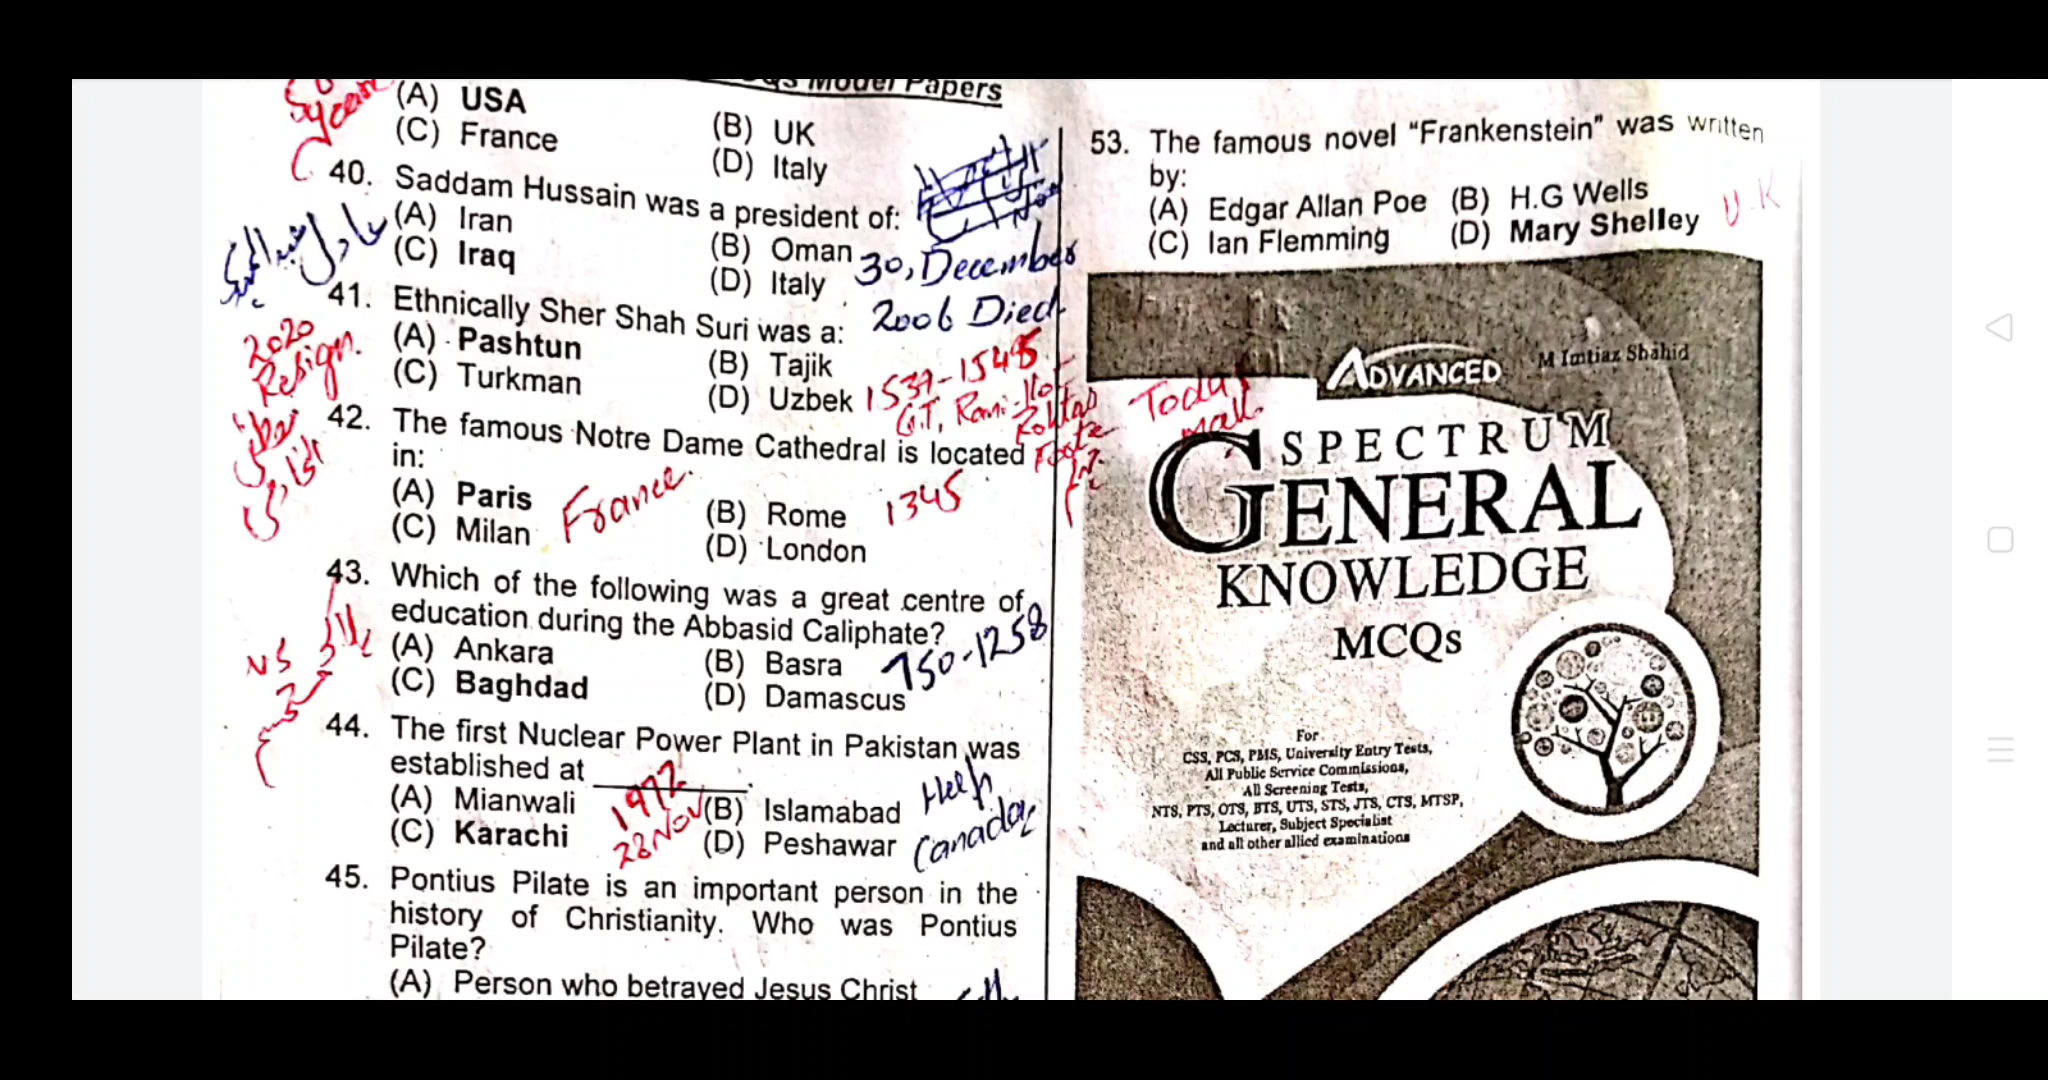 Model Papers
(A) USA
(B) UK
(C) France
(D) Italy
40. Saddam Hussain was a president of:
(A) Iran
(B) Oman
(C) Iraq
(D) Italy
30, December
2006 Died
41. Ethnically Sher Shah Suri was a:
(A) Pashtun
(B) Tajik
(C) Turkman
(D) Uzbek
2020
Resign.
42. The famous Notre Dame Cathedral is located
in:
(A) Paris
(B) Rome
(C) Milan
(D) London
France
1345
43. Which of the following was a great centre of
education during the Abbasid Caliphate?
(A) Ankara
(B) Basra
(C) Baghdad
(D) Damascus
750-1258
44. The first Nuclear Power Plant in Pakistan was
established at
(A) Mianwali
(B) Islamabad
(C) Karachi
(D) Peshawar
1972
28 Nov
Help
Canada
45. Pontius Pilate is an important person in the
history of Christianity. Who was Pontius
Pilate?
(A) Person who betrayed Jesus Christ
53. The famous novel "Frankenstein" was written
by:
(A) Edgar Allan Poe (B) H.G Wells
(C) Ian Flemming (D) Mary Shelley
U.K
M Imtiaz Shahid
ADVANCED
SPECTRUM
GENERAL
KNOWLEDGE
MCQs
For
CSS, PCS, PMS, University Entry Tests,
All Public Service Commissions,
All Screening Tests,
NTS, PTS, OTS, BTS, UTS, STS, JTS, CTS, MTSP,
Lecturer, Subject Specialist
and all other allied examinations